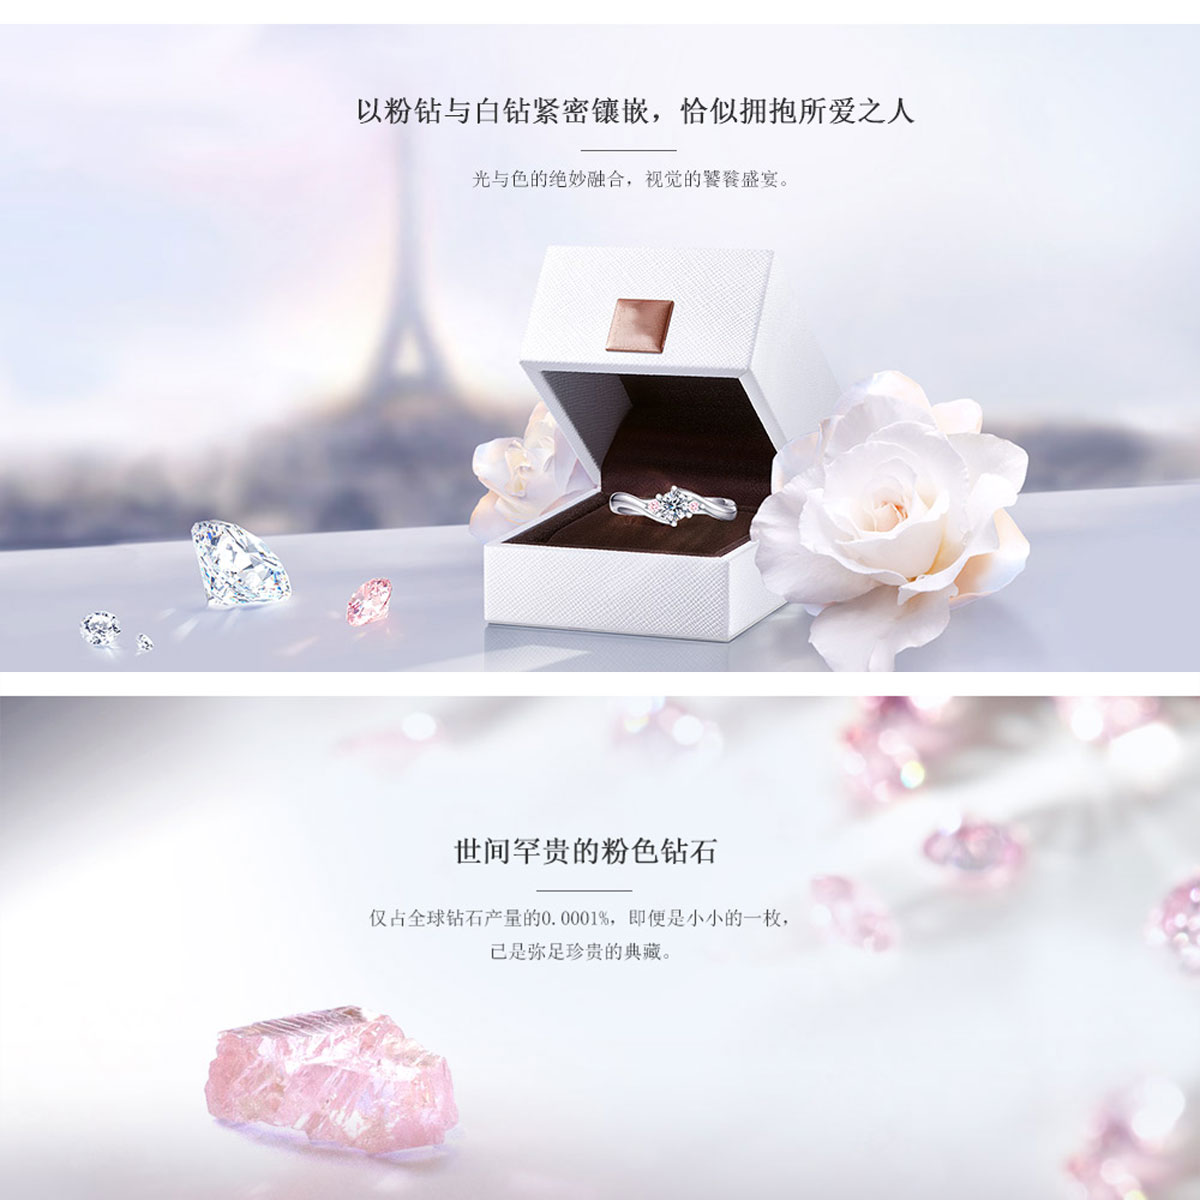 以粉钻与白钻紧密镶嵌，恰似拥抱所爱之人
光与色的绝妙融合，视觉的饕餮盛宴。
世间罕贵的粉色钻石
仅占全球钻石产量的0.0001%，即便是小小的一枚，
己是弥足珍贵的典藏。